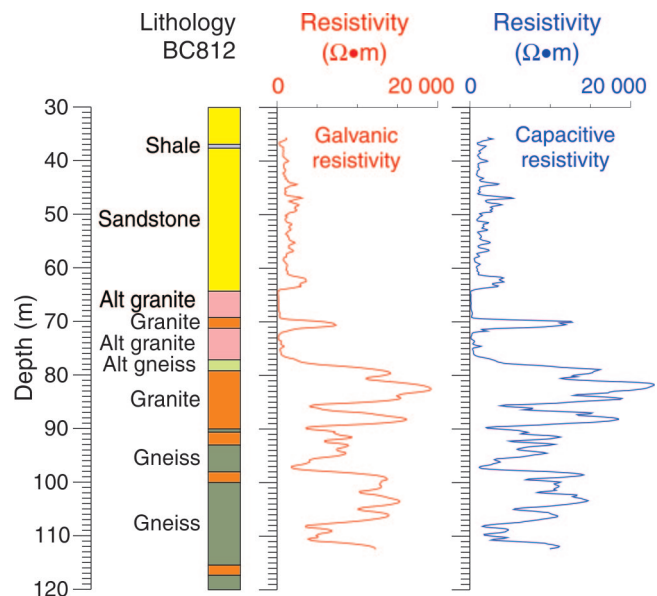 Lithology
BC812
Resistivity
(Ω•m)
0 20 000
Resistivity
(Ω•m)
0 20 000
Galvanic
resistivity
Capacitive
resistivity
Depth (m)
30
40
50
60
70
80
90
100
110
120
Shale
Sandstone
Alt granite
Granite
Alt granite
Alt gneiss
Granite
Gneiss
Gneiss